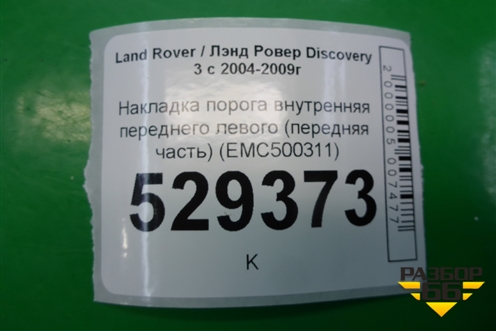 Land Rover / Лэнд Ровер Discovery
3 с 2004-2009г
Накладка порога внутренняя
переднего левого (передняя
часть) (EMC500311)
529373
К
2000005007477
РАЗБОР
66